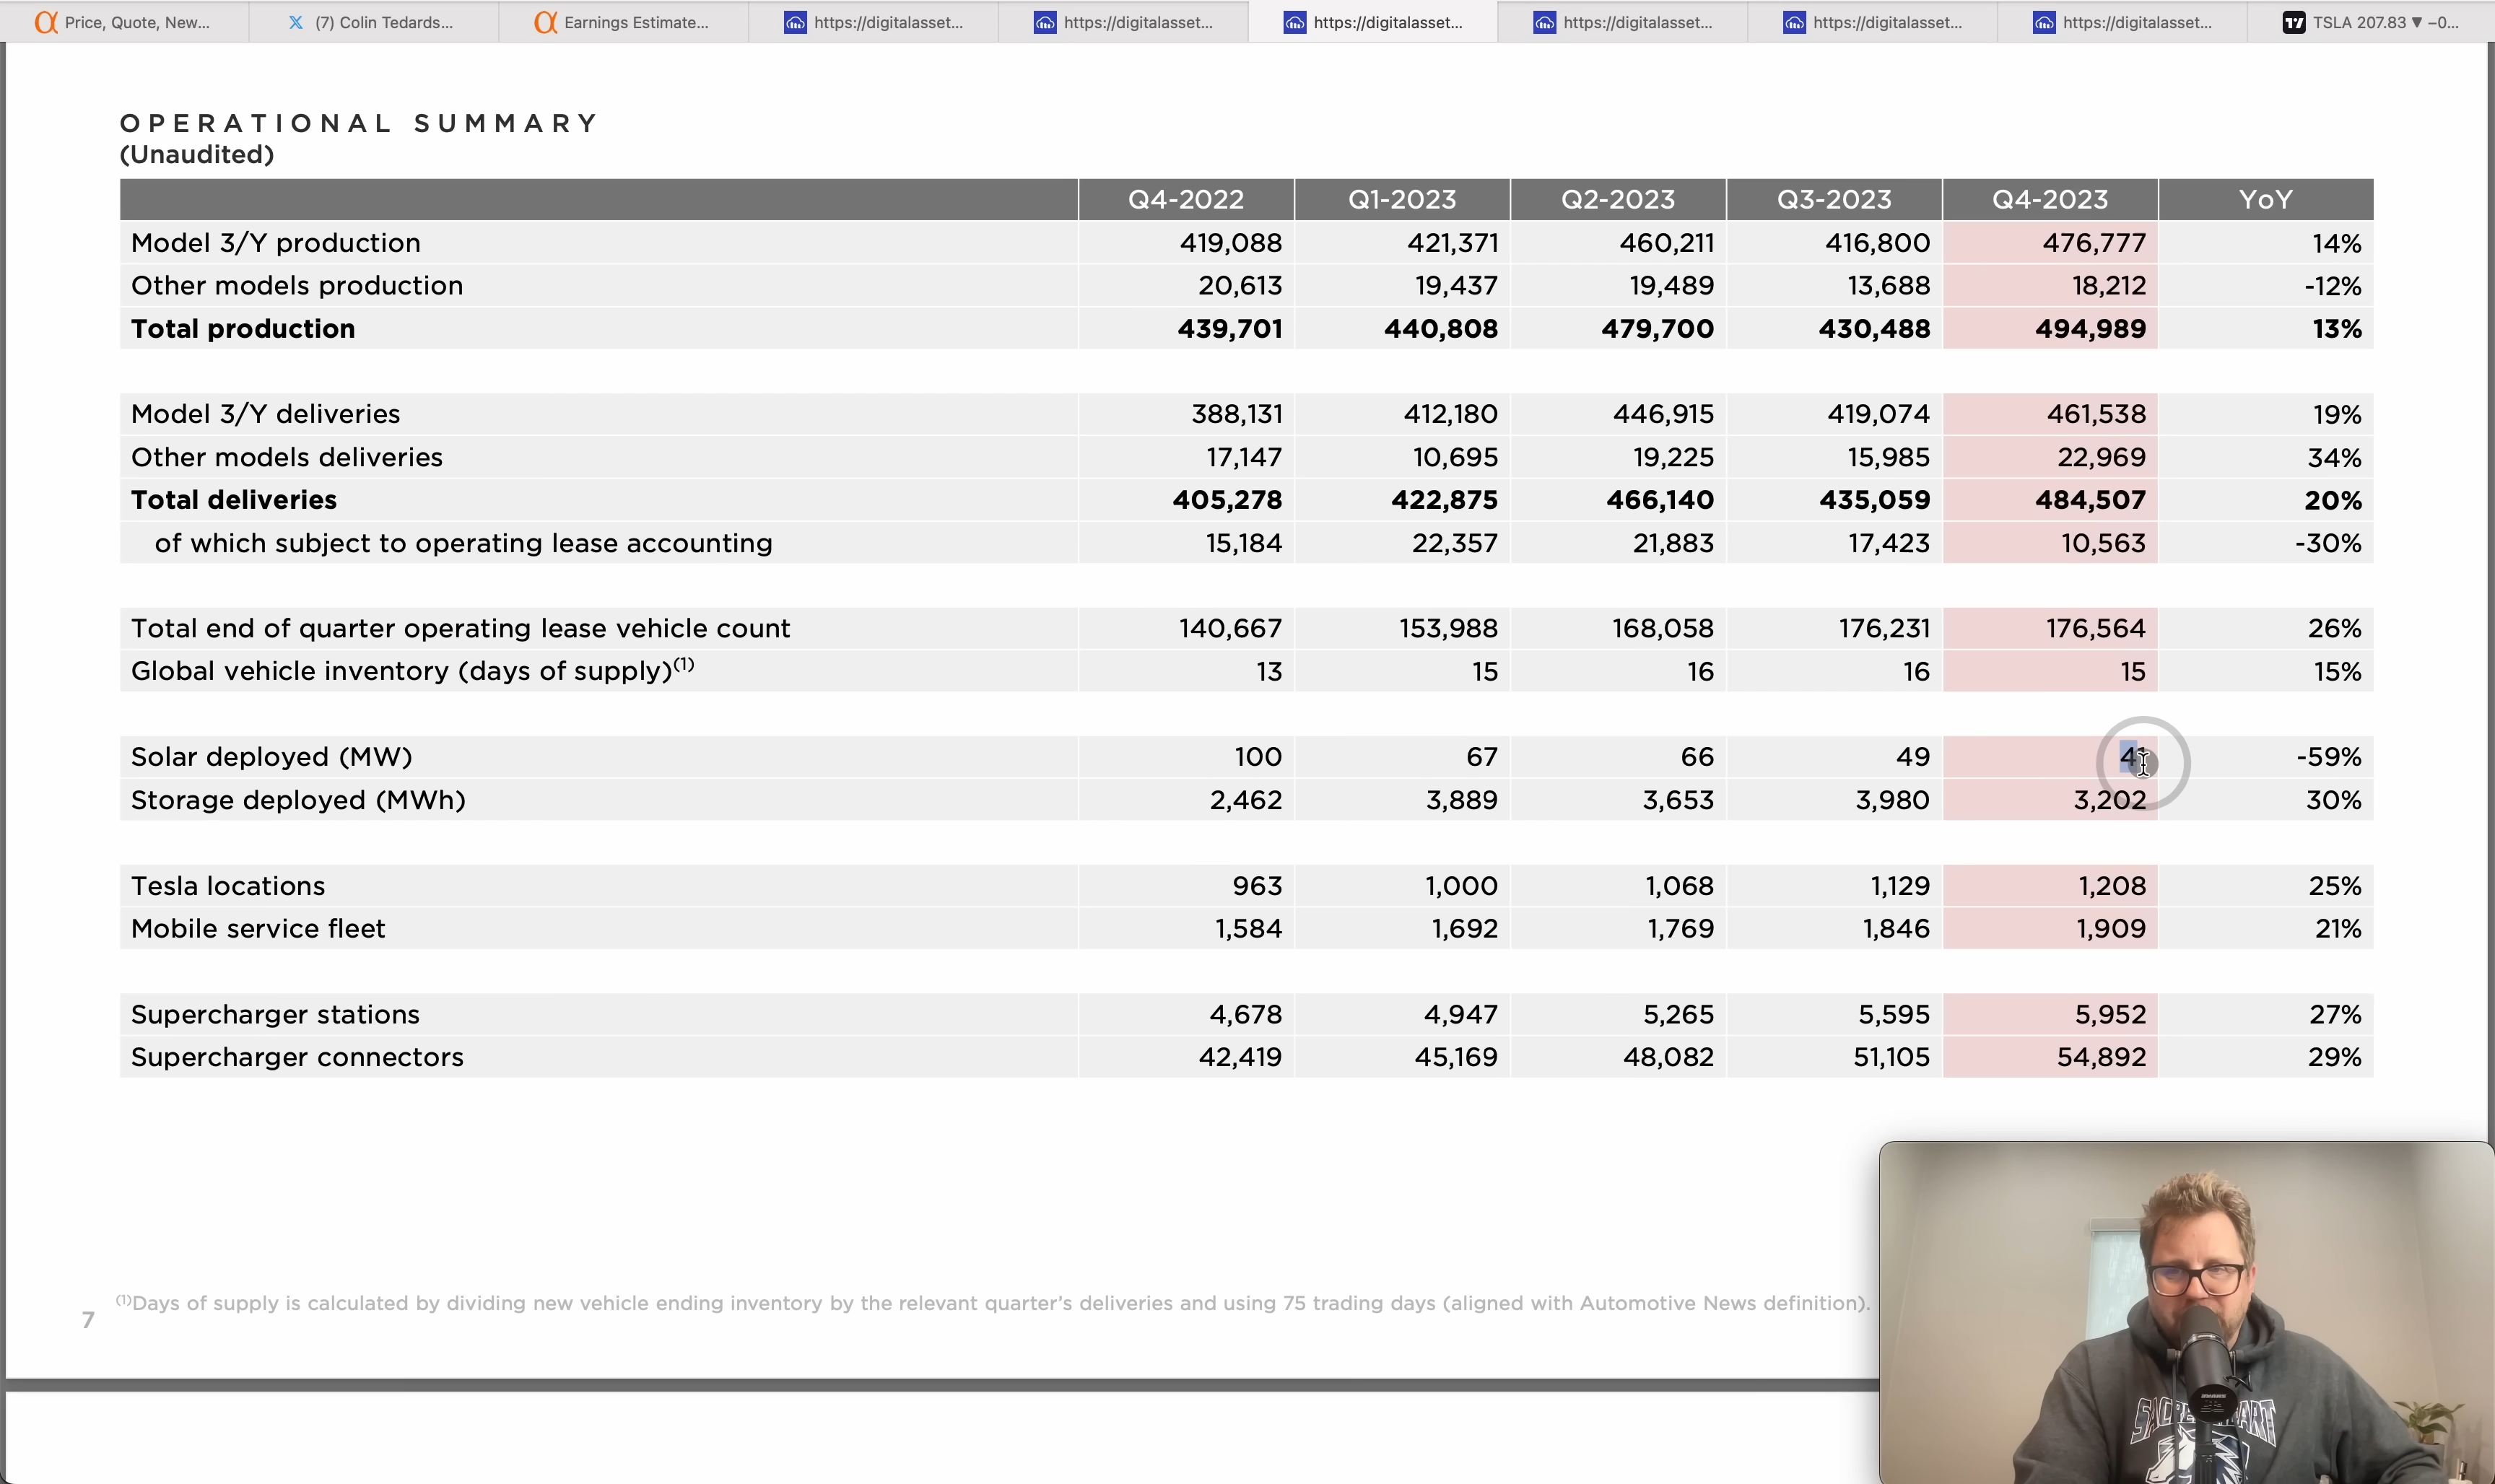 Price, Quote, New...
(7) Colin Tedards...
Earnings Estimate...
https://digitalasset...
https://digitalasset...
https://digitalasset...
https://digitalasset...
https://digitalasset...
https://digitalasset...
TSLA 207.83 ▼ −0...
OPERATIONAL SUMMARY
(Unaudited)
Q4-2022 Q1-2023 Q2-2023 Q3-2023 Q4-2023 YoY
Model 3/Y production 419,088 421,371 460,211 416,800 476,777 14%
Other models production 20,613 19,437 19,489 13,688 18,212 -12%
Total production 439,701 440,808 479,700 430,488 494,989 13%
Model 3/Y deliveries 388,131 412,180 446,915 419,074 461,538 19%
Other models deliveries 17,147 10,695 19,225 15,985 22,969 34%
Total deliveries 405,278 422,875 466,140 435,059 484,507 20%
of which subject to operating lease accounting 15,184 22,357 21,883 17,423 10,563 -30%
Total end of quarter operating lease vehicle count 140,667 153,988 168,058 176,231 176,564 26%
Global vehicle inventory (days of supply)(1) 13 15 16 16 15 15%
Solar deployed (MW) 100 67 66 49 41 -59%
Storage deployed (MWh) 2,462 3,889 3,653 3,980 3,202 30%
Tesla locations 963 1,000 1,068 1,129 1,208 25%
Mobile service fleet 1,584 1,692 1,769 1,846 1,909 21%
Supercharger stations 4,678 4,947 5,265 5,595 5,952 27%
Supercharger connectors 42,419 45,169 48,082 51,105 54,892 29%
(1)Days of supply is calculated by dividing new vehicle ending inventory by the relevant quarter's deliveries and using 75 trading days (aligned with Automotive News definition).
7